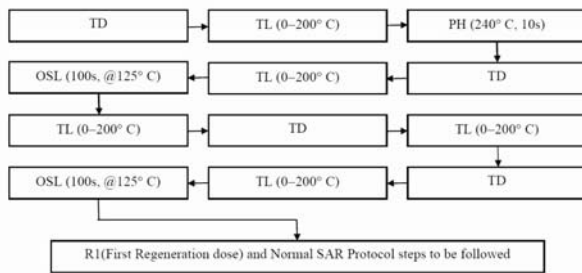 TD
TL (0–200° C)
PH (240° C, 10s)
OSL (100s, @125° C)
TL (0–200° C)
TD
TL (0–200° C)
TD
TL (0–200° C)
OSL (100s, @125° C)
TL (0–200° C)
TD
R1(First Regeneration dose) and Normal SAR Protocol steps to be followed